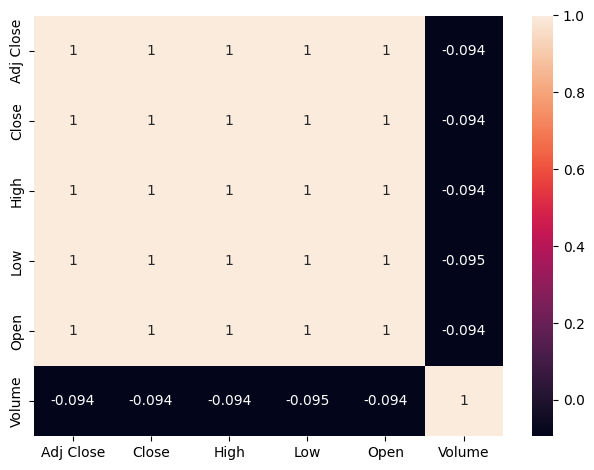 Adj Close 1 1 1 1 1 -0.094
Close 1 1 1 1 1 -0.094
High 1 1 1 1 1 -0.094
Low 1 1 1 1 1 -0.095
Open 1 1 1 1 1 -0.094
Volume -0.094 -0.094 -0.094 -0.095 -0.094 1
Adj Close Close High Low Open Volume
1.0
0.8
0.6
0.4
0.2
0.0